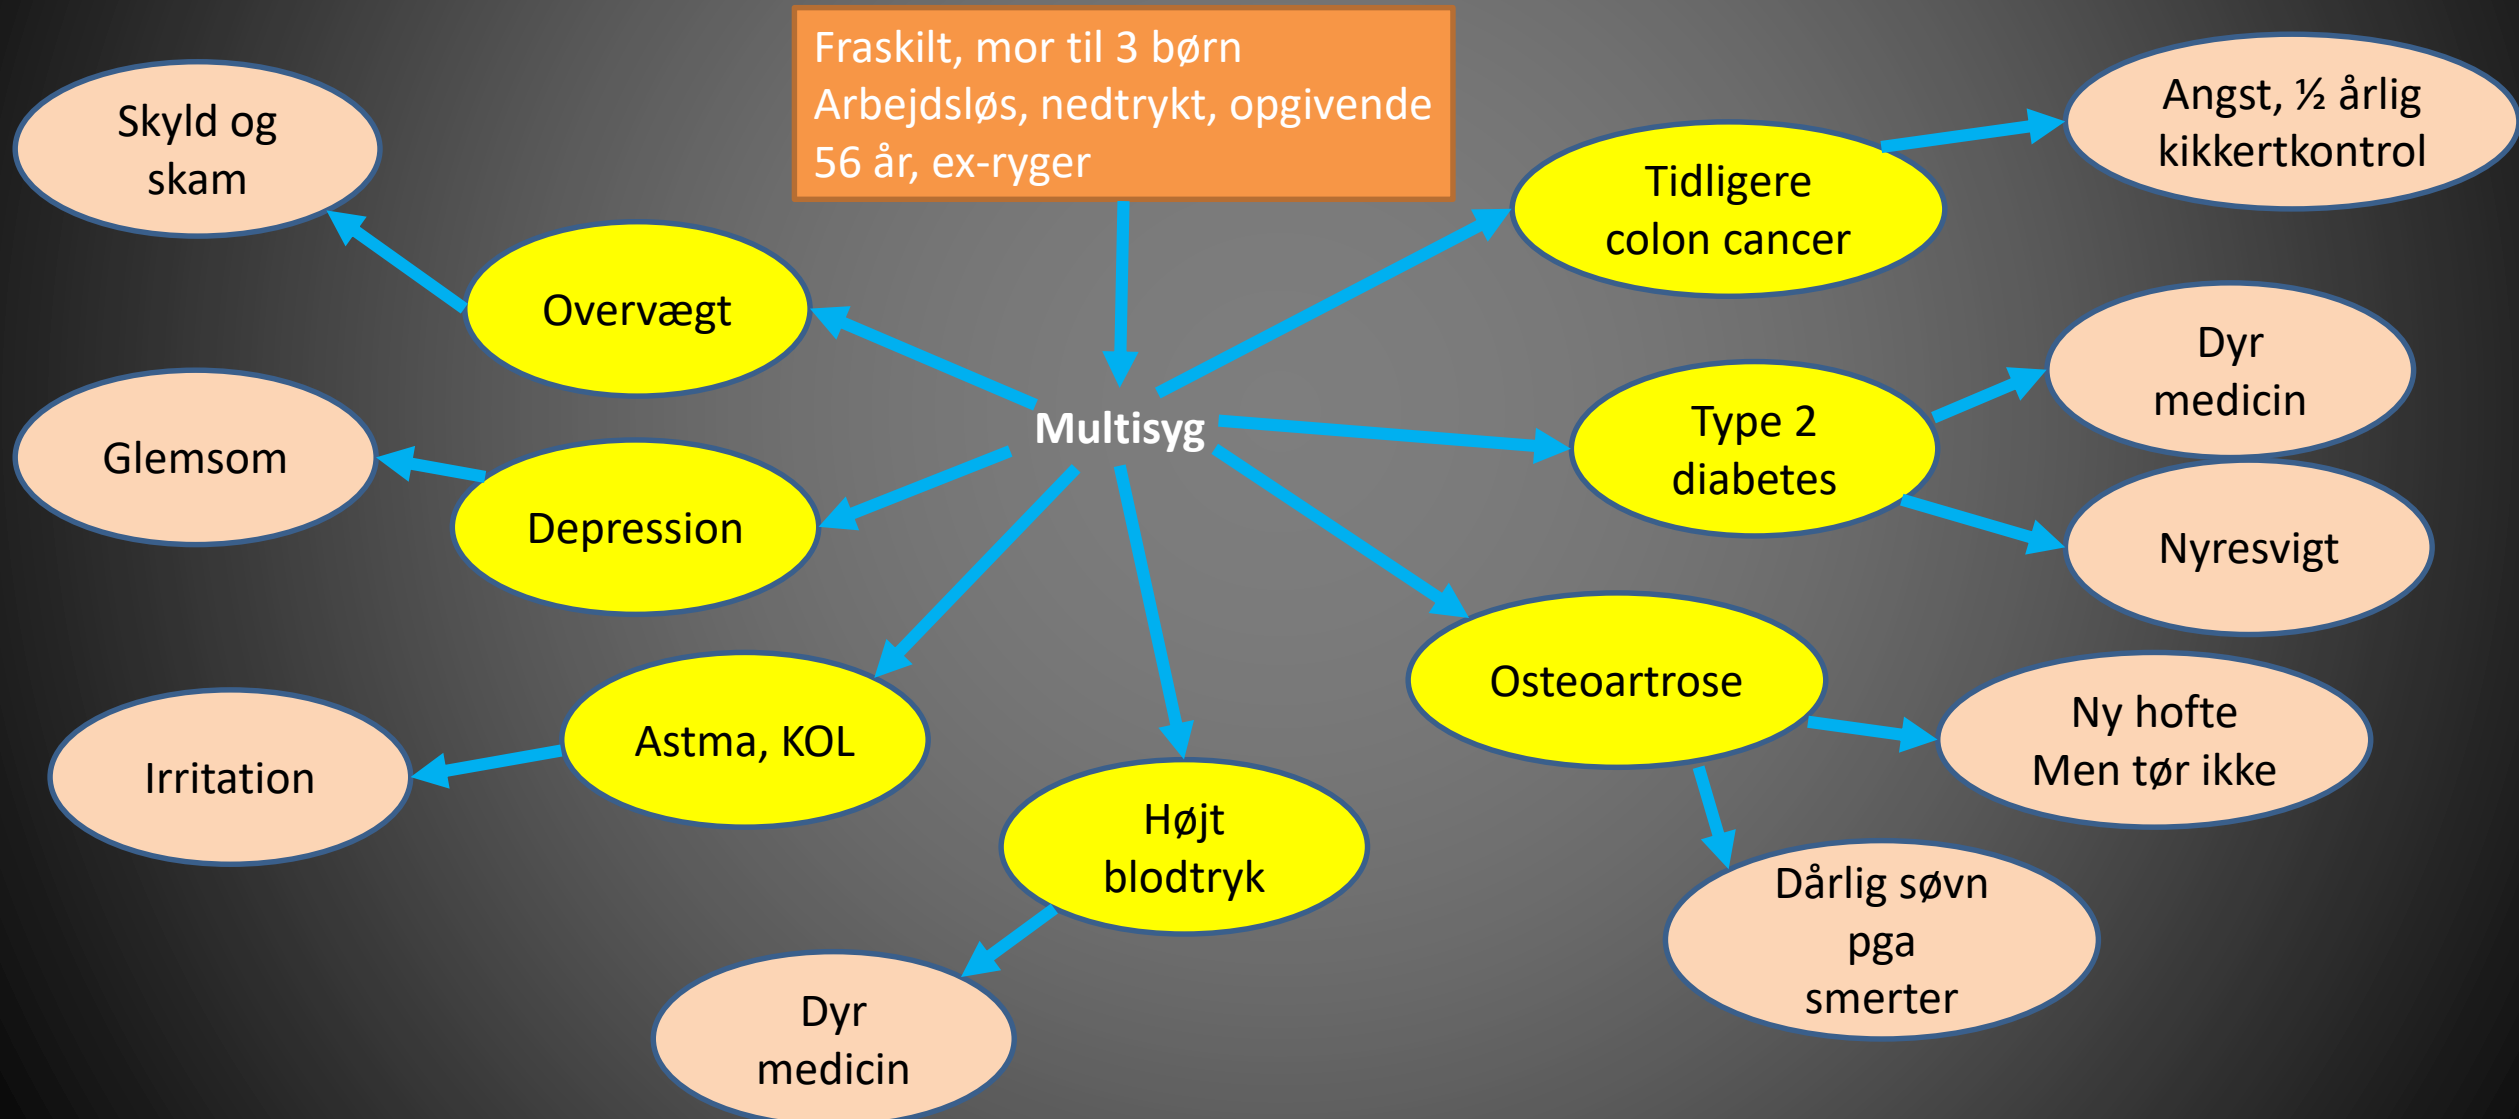 Fraskilt, mor til 3 børn
Arbejdsløs, nedtrykt, opgivende
56 år, ex-ryger
Skyld og
skam
Overvægt
Glemsom
Depression
Irritation
Astma, KOL
Multisyg
Højt
blodtryk
Dyr
medicin
Tidligere
colon cancer
Angst, ½ årlig
kikkertkontrol
Type 2
diabetes
Dyr
medicin
Nyresvigt
Osteoartrose
Ny hofte
Men tør ikke
Dårlig søvn
pga
smerter